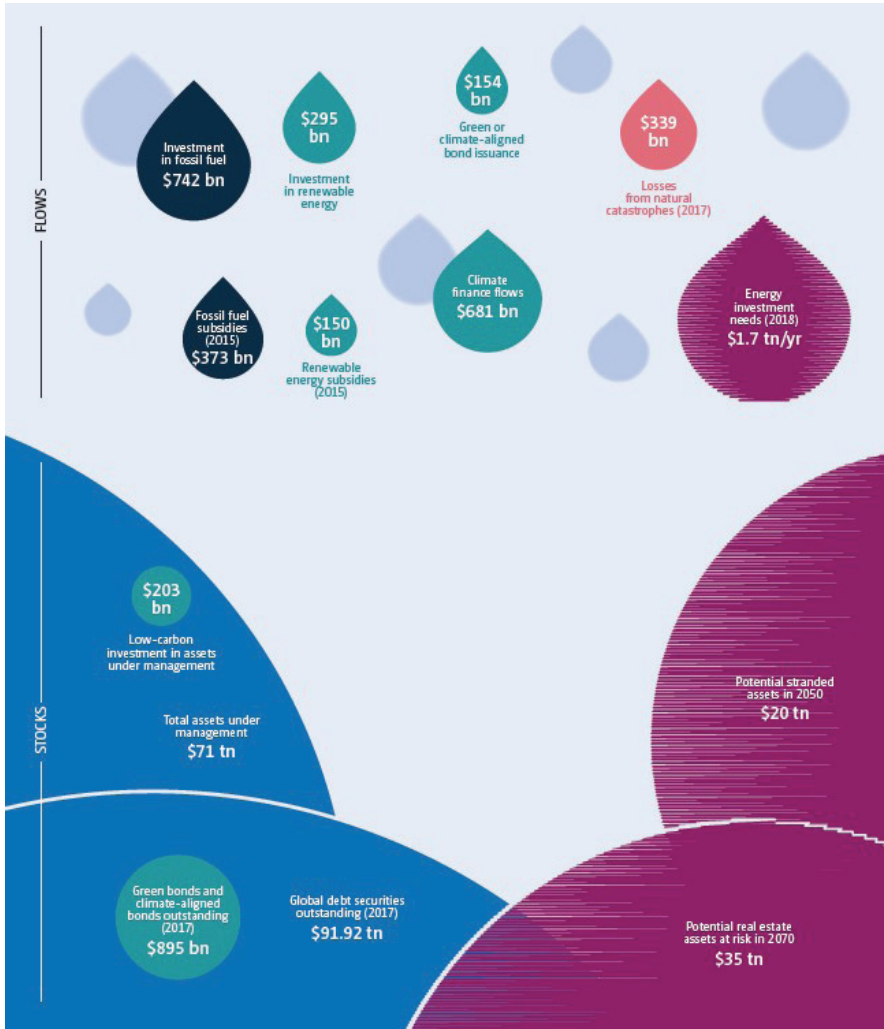 FLOWS
Investment
in fossil fuel
$742 bn
$295
bn
Investment
in renewable
energy
$154
bn
Green or
climate-aligned
bond issuance
$339
bn
Losses
from natural
catastrophes (2017)
Fossil fuel
subsidies
(2015)
$373 bn
$150
bn
Renewable
energy subsidies
(2015)
Climate
finance flows
$681 bn
Energy
investment
needs (2018)
$1.7 tn/yr
STOCKS
$203
bn
Low-carbon
investment in assets
under management
Total assets under
management
$71 tn
Potential stranded
assets in 2050
$20 tn
Green bonds and
climate-aligned
bonds outstanding
(2017)
$895 bn
Global debt securities
outstanding (2017)
$91.92 tn
Potential real estate
assets at risk in 2070
$35 tn